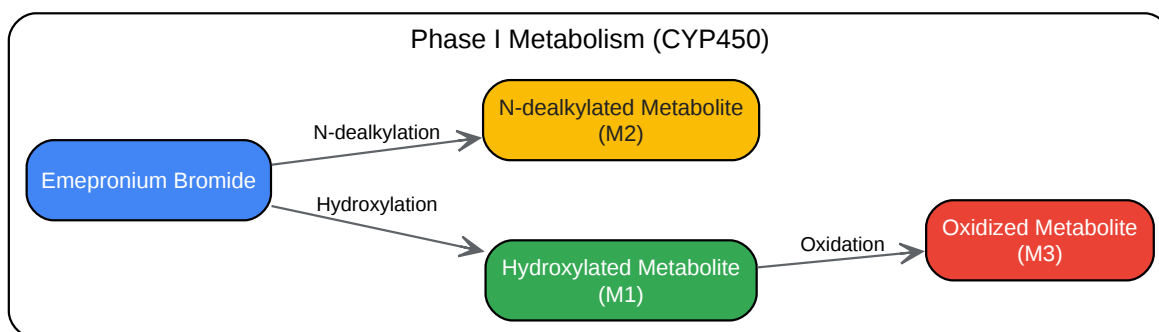 Phase I Metabolism (CYP450)
N-dealkylated Metabolite
(M2)
N-dealkylation
Emepronium Bromide
Hydroxylation
Hydroxylated Metabolite
(M1)
Oxidation
Oxidized Metabolite
(M3)